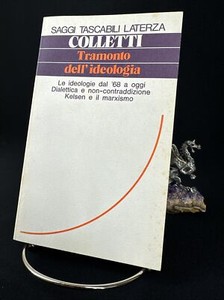 SAGGI TASCABILI LATERZA
COLLETTI
Tramonto
dell'ideologia
Le ideologie dal '68 a oggi
Dialettica e non-contraddizione
Kelsen e il marxismo